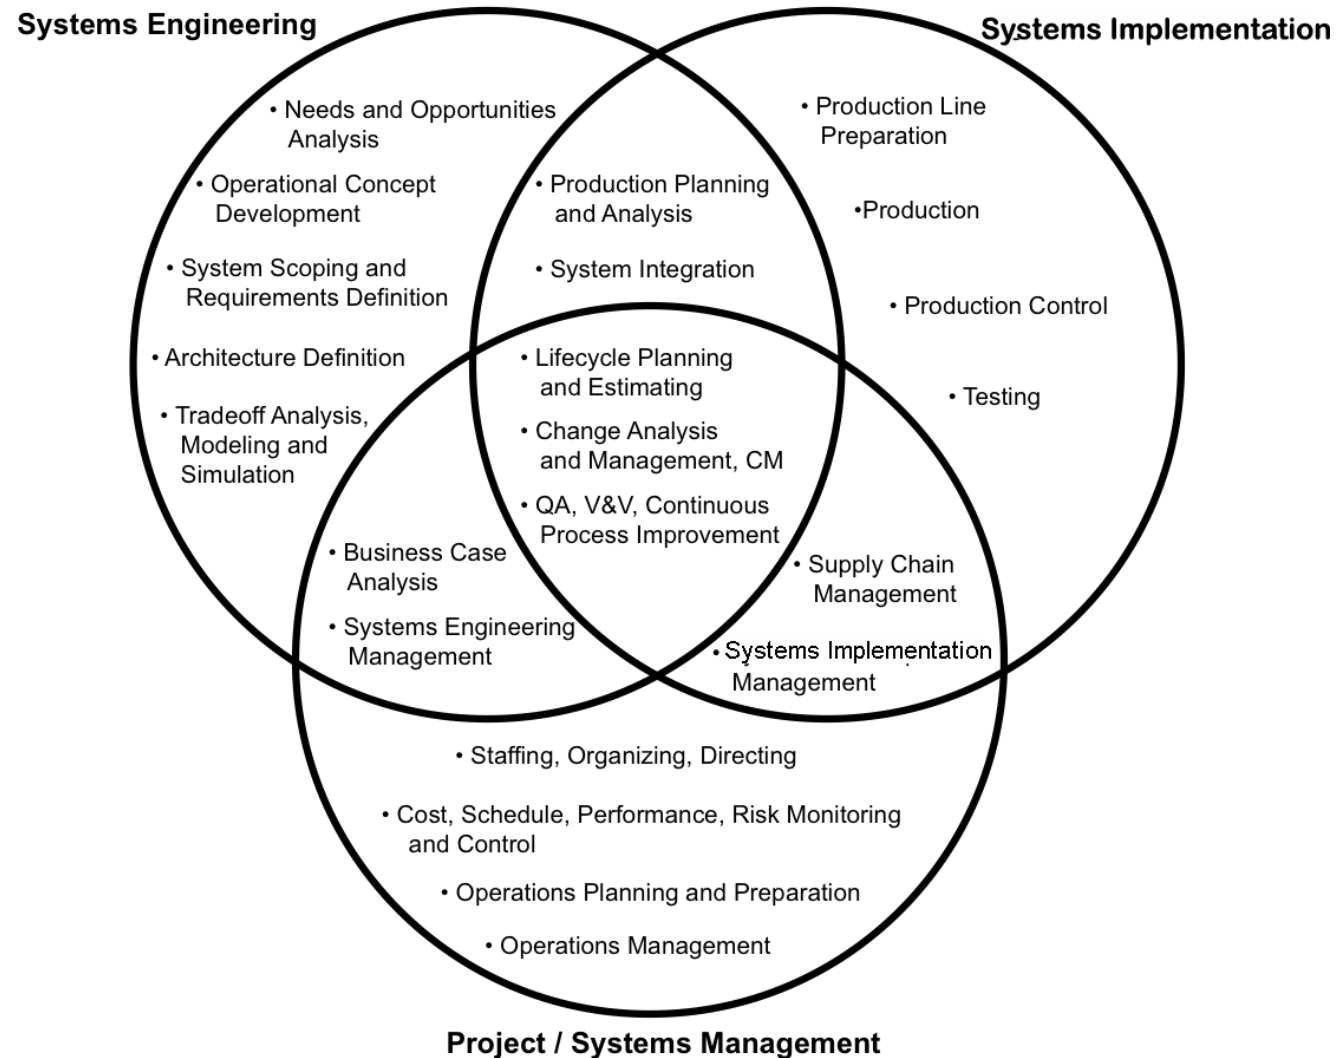 Systems Engineering
Systems Implementation
• Needs and Opportunities
Analysis
• Operational Concept
Development
• System Scoping and
Requirements Definition
• Architecture Definition
• Tradeoff Analysis,
Modeling and
Simulation
• Production Planning
and Analysis
• System Integration
• Production Line
Preparation
•Production
• Production Control
• Testing
• Lifecycle Planning
and Estimating
• Change Analysis
and Management, CM
• QA, V&V, Continuous
Process Improvement
• Business Case
Analysis
• Systems Engineering
Management
• Supply Chain
Management
• Systems Implementation
Management
• Staffing, Organizing, Directing
• Cost, Schedule, Performance, Risk Monitoring
and Control
• Operations Planning and Preparation
• Operations Management
Project / Systems Management